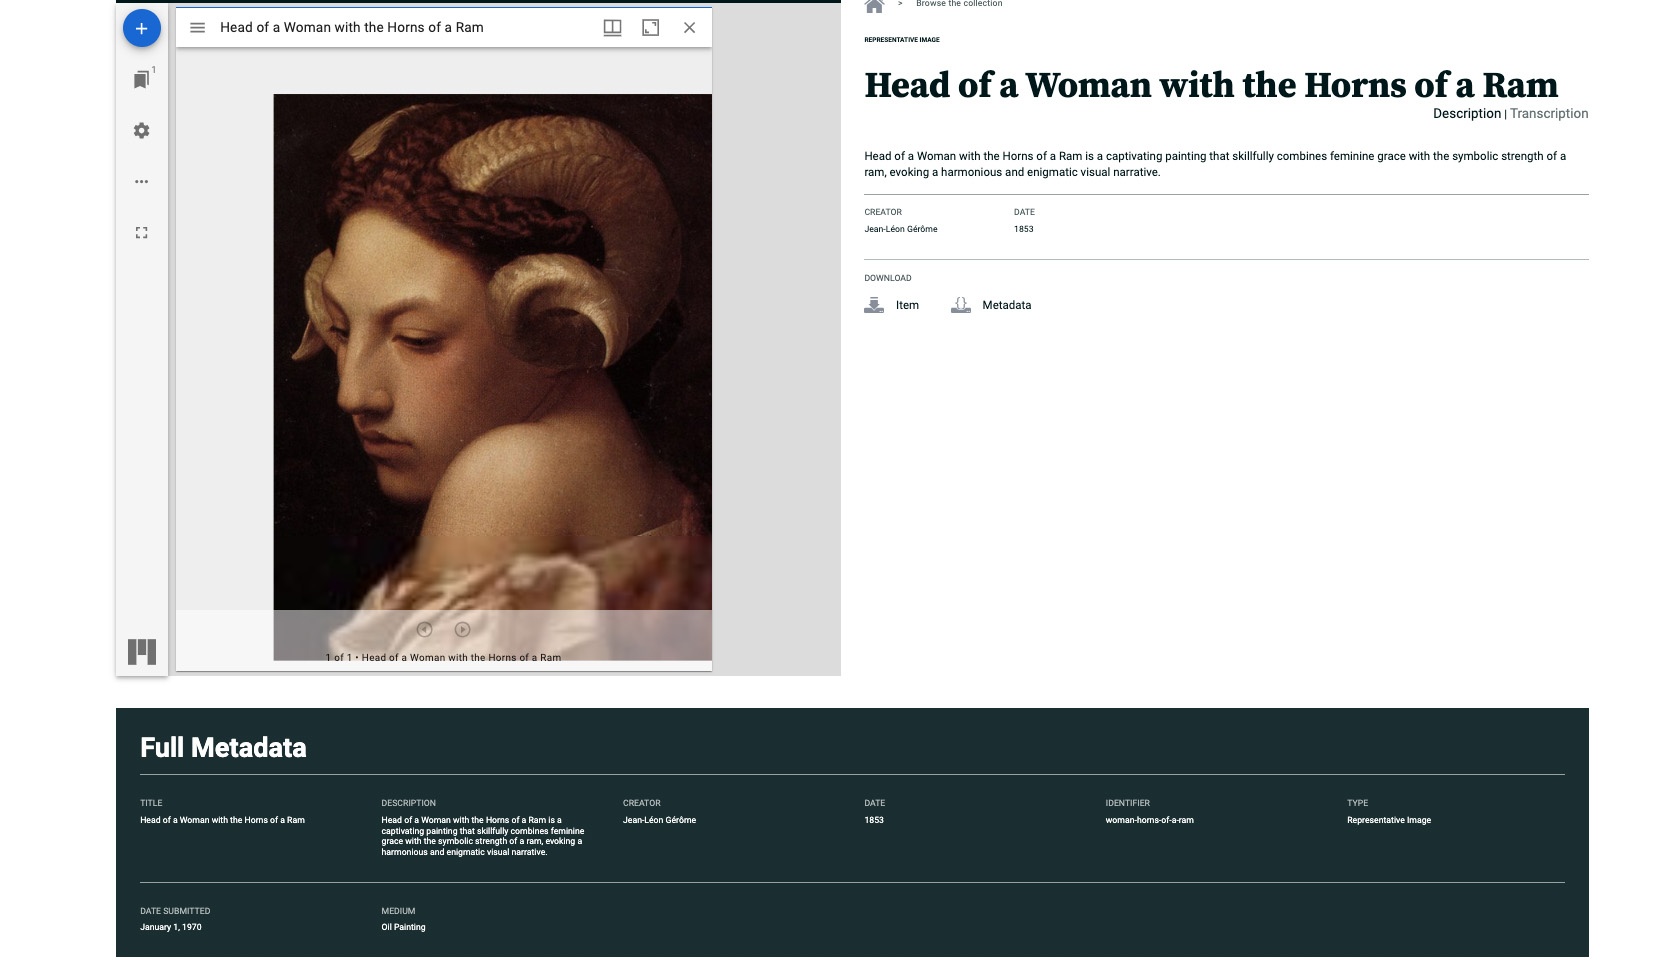 Head of a Woman with the Horns of a Ram
1
1 of 1 • Head of a Woman with the Horns of a Ram
> Browse the collection
REPRESENTATIVE IMAGE
Head of a Woman with the Horns of a Ram
Description | Transcription
Head of a Woman with the Horns of a Ram is a captivating painting that skillfully combines feminine grace with the symbolic strength of a
ram, evoking a harmonious and enigmatic visual narrative.
CREATOR DATE
Jean-Léon Gérôme 1853
DOWNLOAD
Item {} Metadata
Full Metadata
TITLE
Head of a Woman with the Horns of a Ram
DESCRIPTION
Head of a Woman with the Horns of a Ram is a
captivating painting that skillfully combines feminine
grace with the symbolic strength of a ram, evoking a
harmonious and enigmatic visual narrative.
CREATOR
Jean-Léon Gérôme
DATE
1853
IDENTIFIER
woman-horns-of-a-ram
TYPE
Representative Image
DATE SUBMITTED
January 1, 1970
MEDIUM
Oil Painting